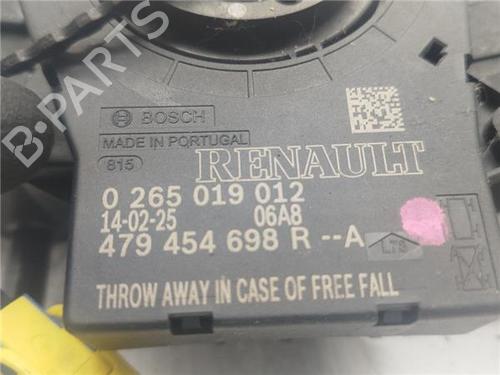 B-PARTS
BOSCH
MADE IN PORTUGAL
815
RENAULT
0 265 019 012
14-02-25 06A8
479 454 698 R --A
L78
THROW AWAY IN CASE OF FREE FALL